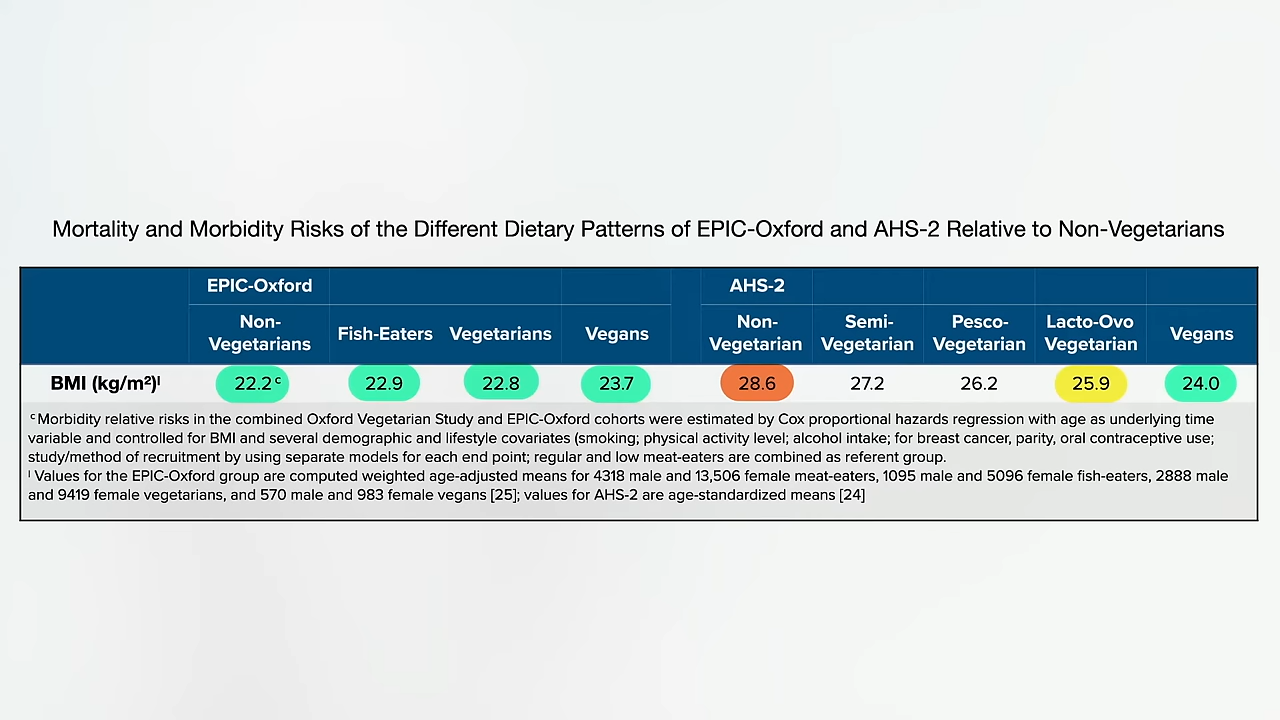 Mortality and Morbidity Risks of the Different Dietary Patterns of EPIC-Oxford and AHS-2 Relative to Non-Vegetarians
EPIC-Oxford AHS-2
Non-Vegetarians Fish-Eaters Vegetarians Vegans Non-Vegetarian Semi-Vegetarian Pesco-Vegetarian Lacto-Ovo Vegetarian Vegans
BMI (kg/m²)ˡ 22.2ᶜ 22.9 22.8 23.7 28.6 27.2 26.2 25.9 24.0
ᶜ Morbidity relative risks in the combined Oxford Vegetarian Study and EPIC-Oxford cohorts were estimated by Cox proportional hazards regression with age as underlying time
variable and controlled for BMI and several demographic and lifestyle covariates (smoking; physical activity level; alcohol intake; for breast cancer, parity, oral contraceptive use;
study/method of recruitment by using separate models for each end point; regular and low meat-eaters are combined as referent group.
ˡ Values for the EPIC-Oxford group are computed weighted age-adjusted means for 4318 male and 13,506 female meat-eaters, 1095 male and 5096 female fish-eaters, 2888 male
and 9419 female vegetarians, and 570 male and 983 female vegans [25]; values for AHS-2 are age-standardized means [24]